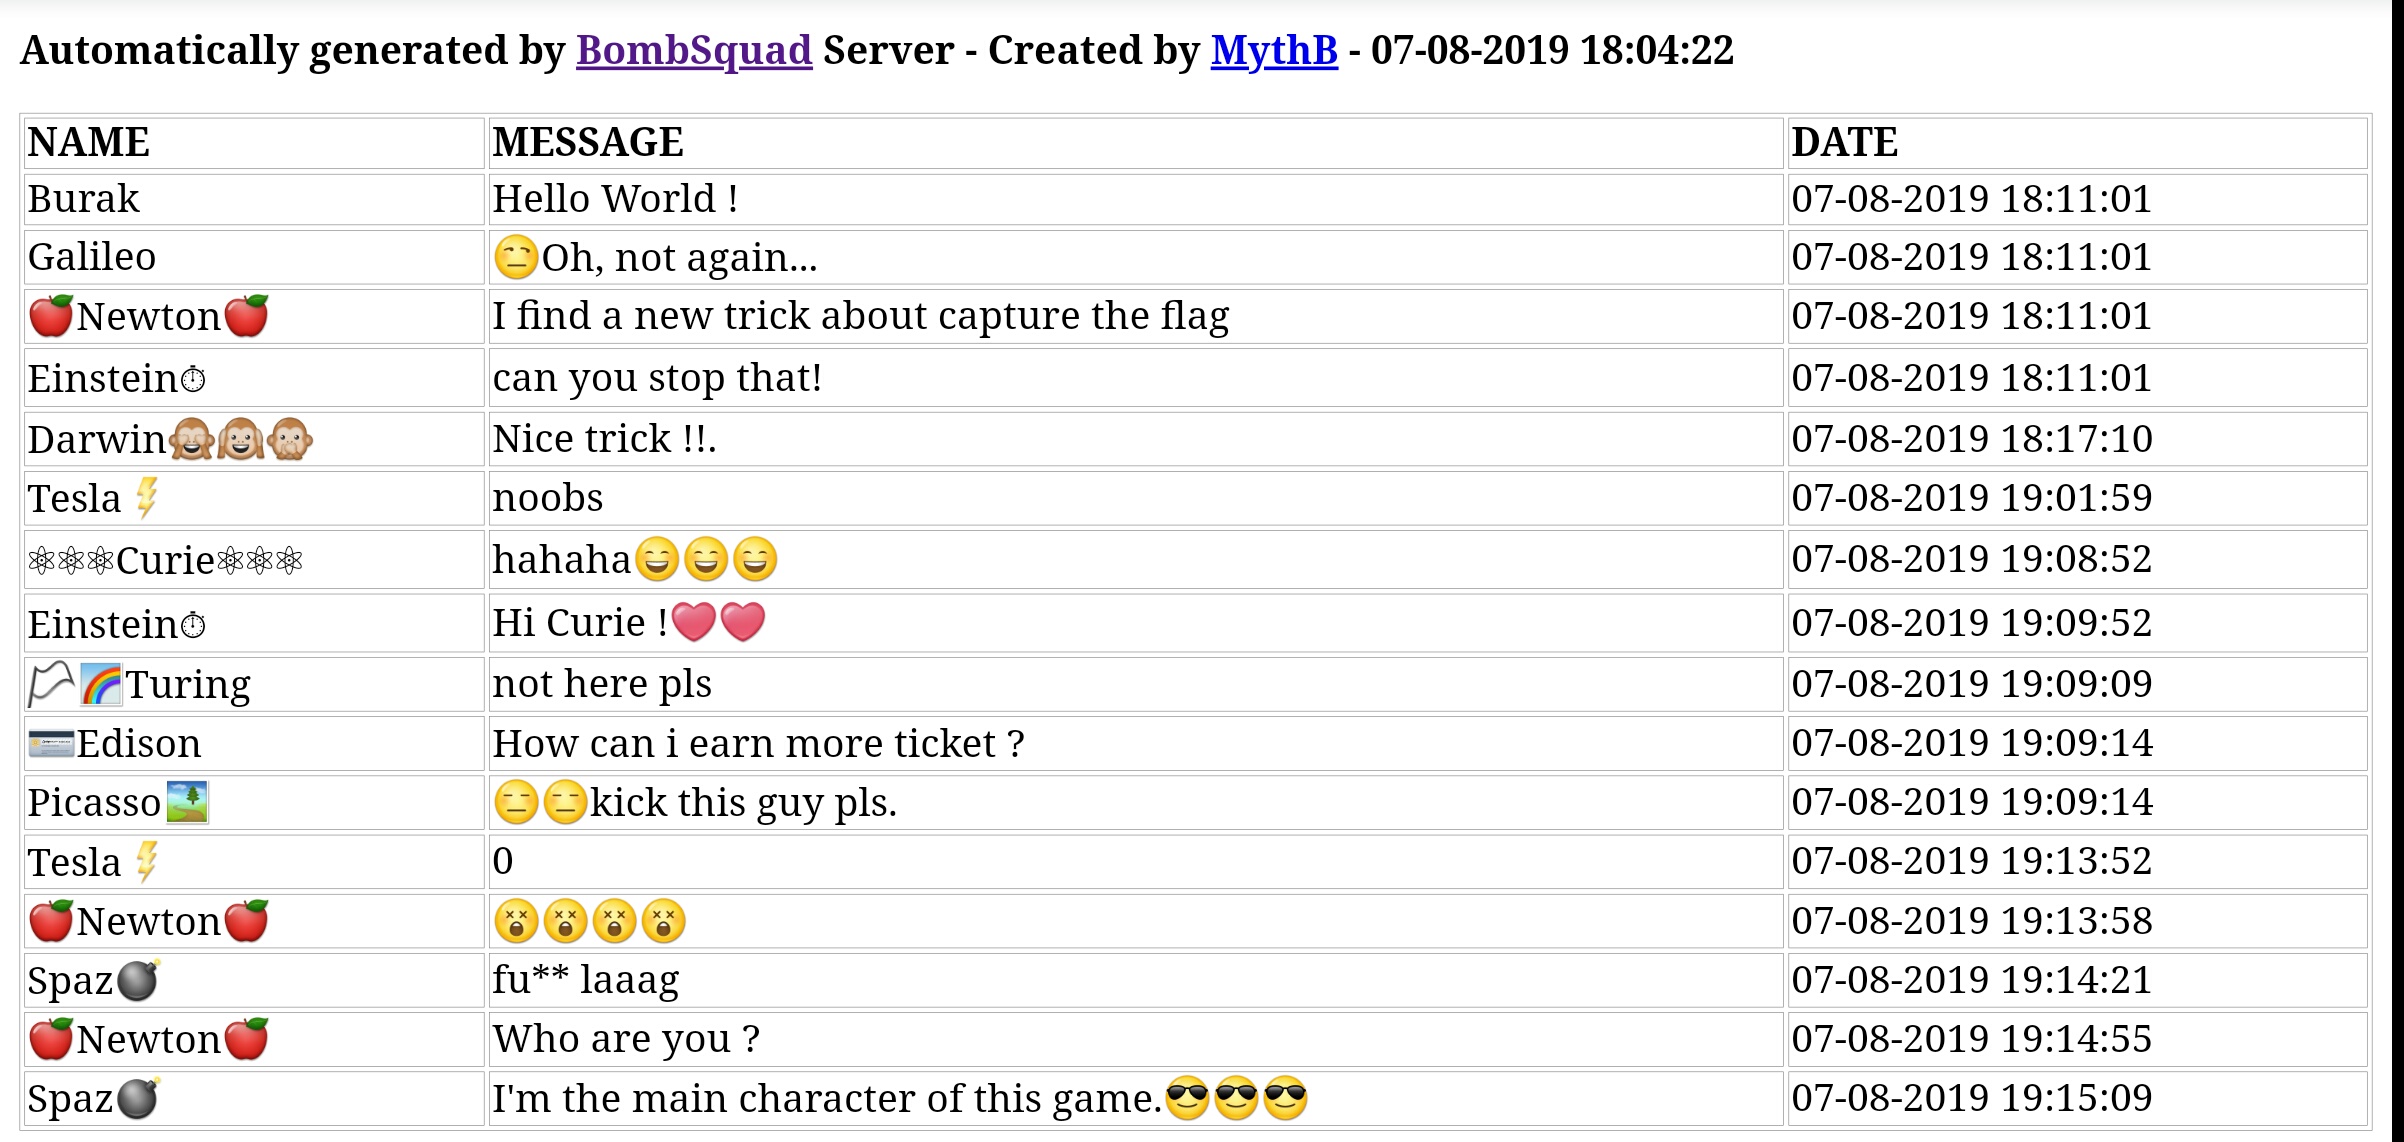 Automatically generated by BombSquad Server - Created by MythB - 07-08-2019 18:04:22
NAME MESSAGE DATE
Burak Hello World ! 07-08-2019 18:11:01
Galileo 😒Oh, not again... 07-08-2019 18:11:01
🍎Newton🍎 I find a new trick about capture the flag 07-08-2019 18:11:01
Einstein⏱ can you stop that! 07-08-2019 18:11:01
Darwin🙈🙉🙊 Nice trick !!. 07-08-2019 18:17:10
Tesla⚡ noobs 07-08-2019 19:01:59
⚛⚛⚛Curie⚛⚛⚛ hahaha😄😄😄 07-08-2019 19:08:52
Einstein⏱ Hi Curie !❤❤ 07-08-2019 19:09:52
🏳🌈Turing not here pls 07-08-2019 19:09:09
💳Edison How can i earn more ticket ? 07-08-2019 19:09:14
Picasso🏞 😑😑kick this guy pls. 07-08-2019 19:09:14
Tesla⚡ 0 07-08-2019 19:13:52
🍎Newton🍎 😵😵😵😵 07-08-2019 19:13:58
Spaz💣 fu** laaag 07-08-2019 19:14:21
🍎Newton🍎 Who are you ? 07-08-2019 19:14:55
Spaz💣 I'm the main character of this game.😎😎😎 07-08-2019 19:15:09